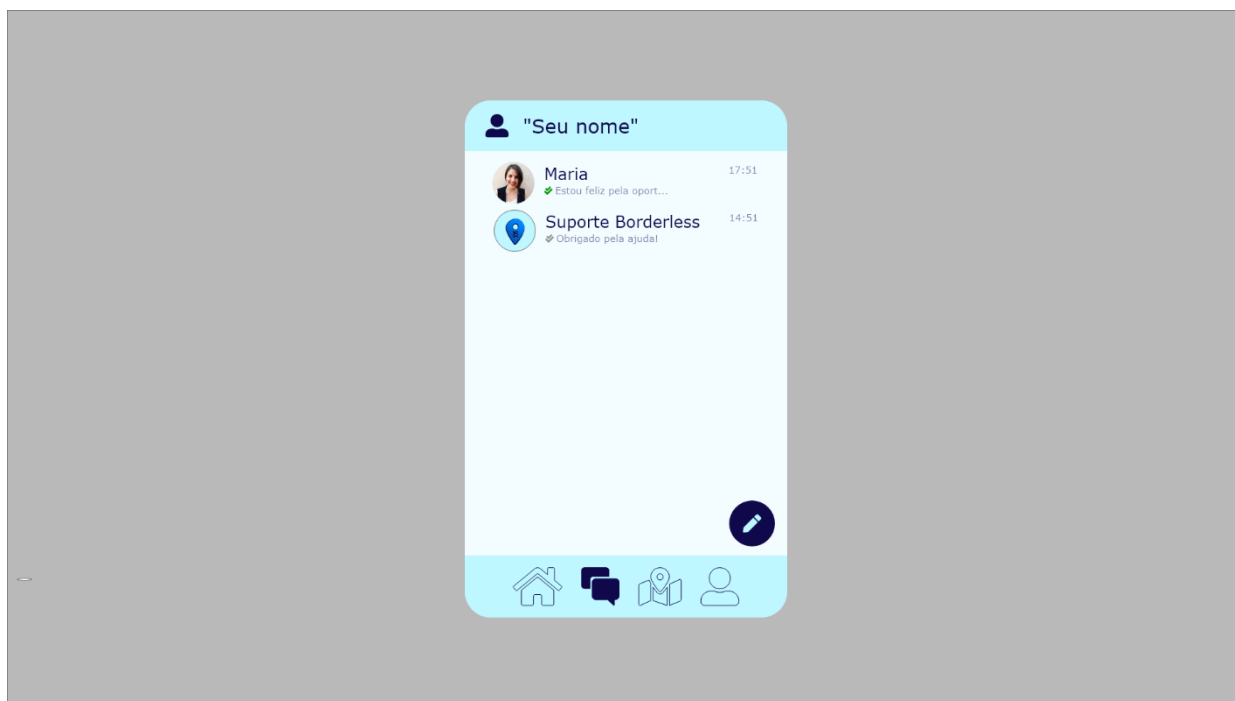 "Seu nome"
Maria
17:51
Estou feliz pela oport...
Suporte Borderless
14:51
Obrigado pela ajuda!